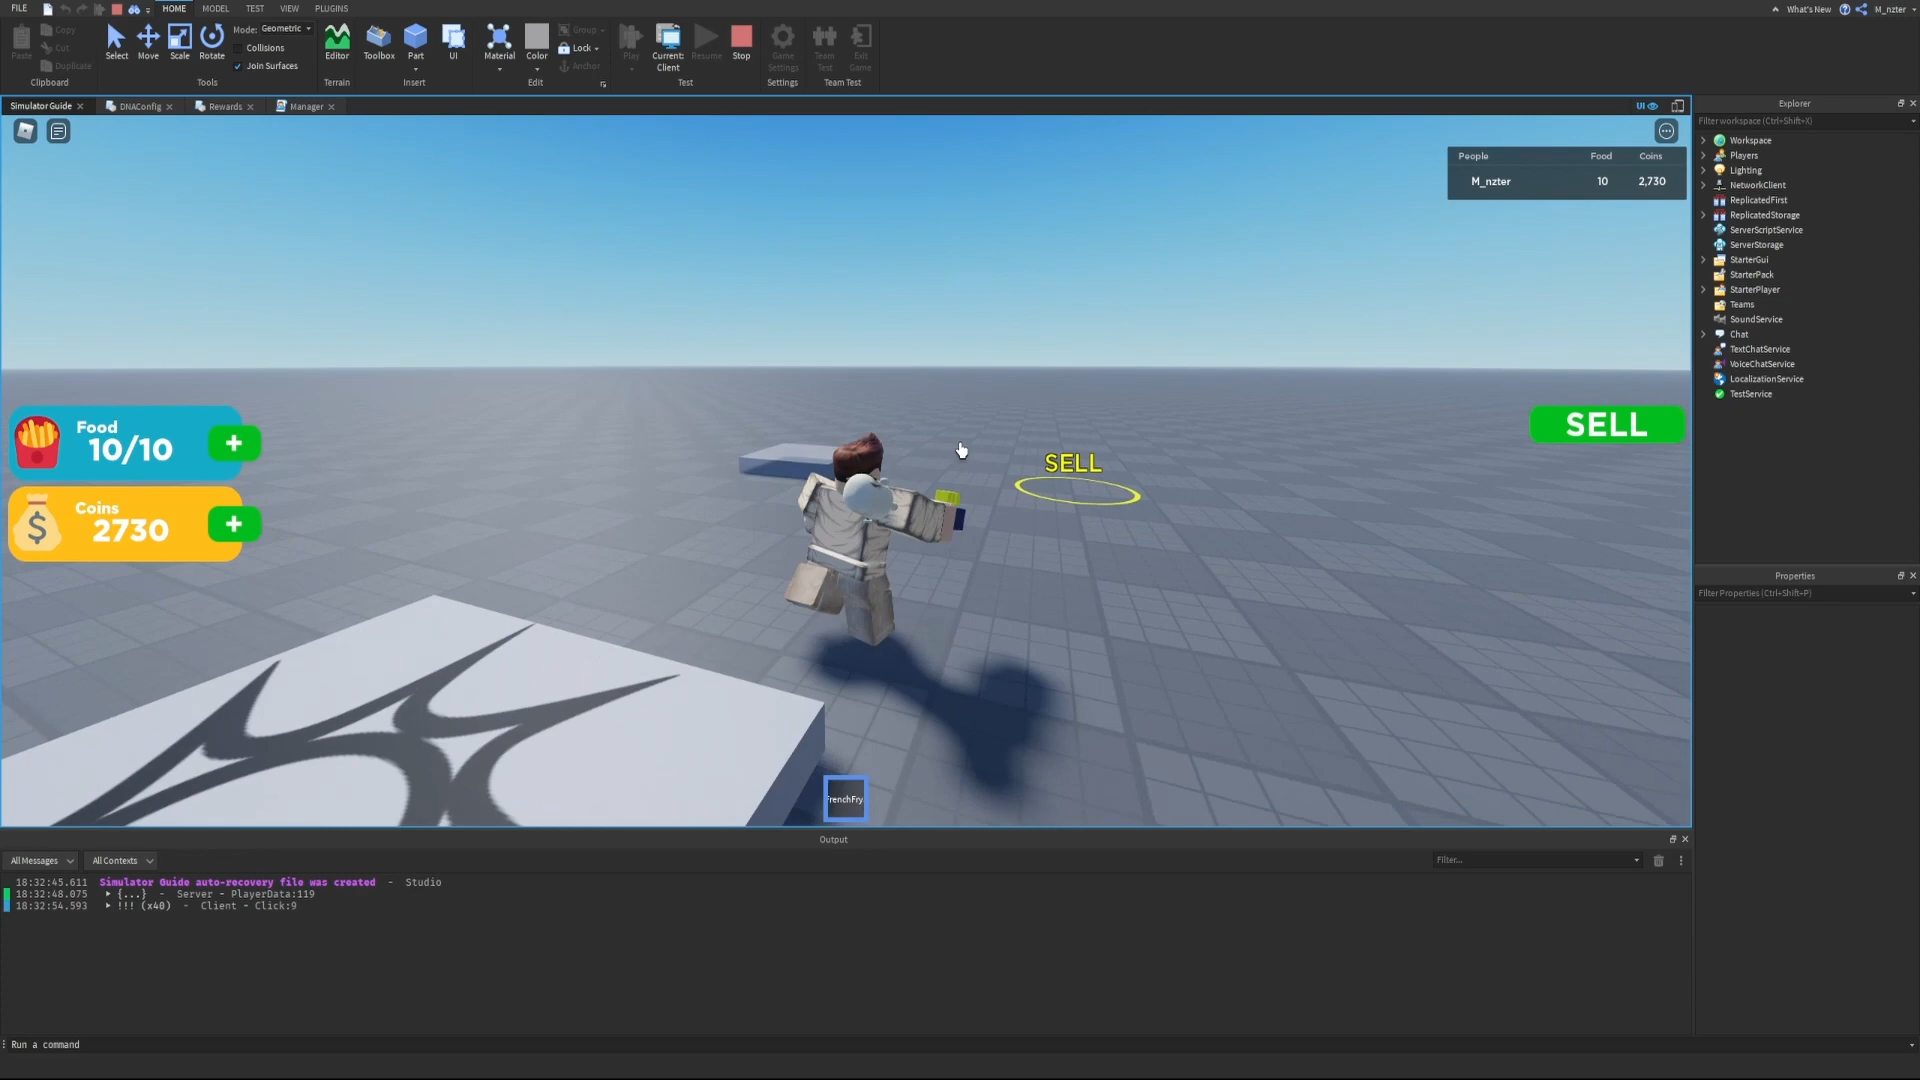 FILE HOME MODEL TEST VIEW PLUGINS What's New M_nzter
Paste Copy Cut Duplicate Clipboard
Select Move Scale Rotate Mode: Geometric Collisions Join Surfaces Tools
Editor Terrain
Toolbox Part UI Insert
Material Color Group Lock Anchor Edit
Play Current: Client Resume Stop Test
Game Settings Settings
Team Test Exit Game Team Test
Simulator Guide DNAConfig Rewards Manager UI
People Food Coins
M_nzter 10 2,730
Food
10/10 +
Coins
2730 +
SELL
SELL
FrenchFry
Explorer
Filter workspace (Ctrl+Shift+X)
Workspace
Players
Lighting
NetworkClient
ReplicatedFirst
ReplicatedStorage
ServerScriptService
ServerStorage
StarterGui
StarterPack
StarterPlayer
Teams
SoundService
Chat
TextChatService
VoiceChatService
LocalizationService
TestService
Properties
Filter Properties (Ctrl+Shift+P)
Output
All Messages All Contexts Filter...
18:32:45.611 Simulator Guide auto-recovery file was created - Studio
18:32:48.075 {...} - Server - PlayerData:119
18:32:54.593 !!! (x40) - Client - Click:9
Run a command